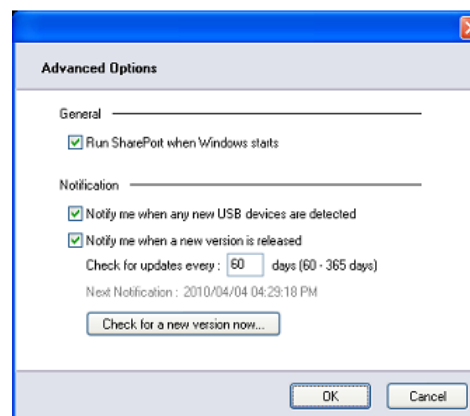 Advanced Options
General
Run SharePort when Windows starts
Notification
Notify me when any new USB devices are detected
Notify me when a new version is released
Check for updates every : 60 days (60 - 365 days)
Next Notification : 2010/04/04 04:29:18 PM
Check for a new version now...
OK Cancel